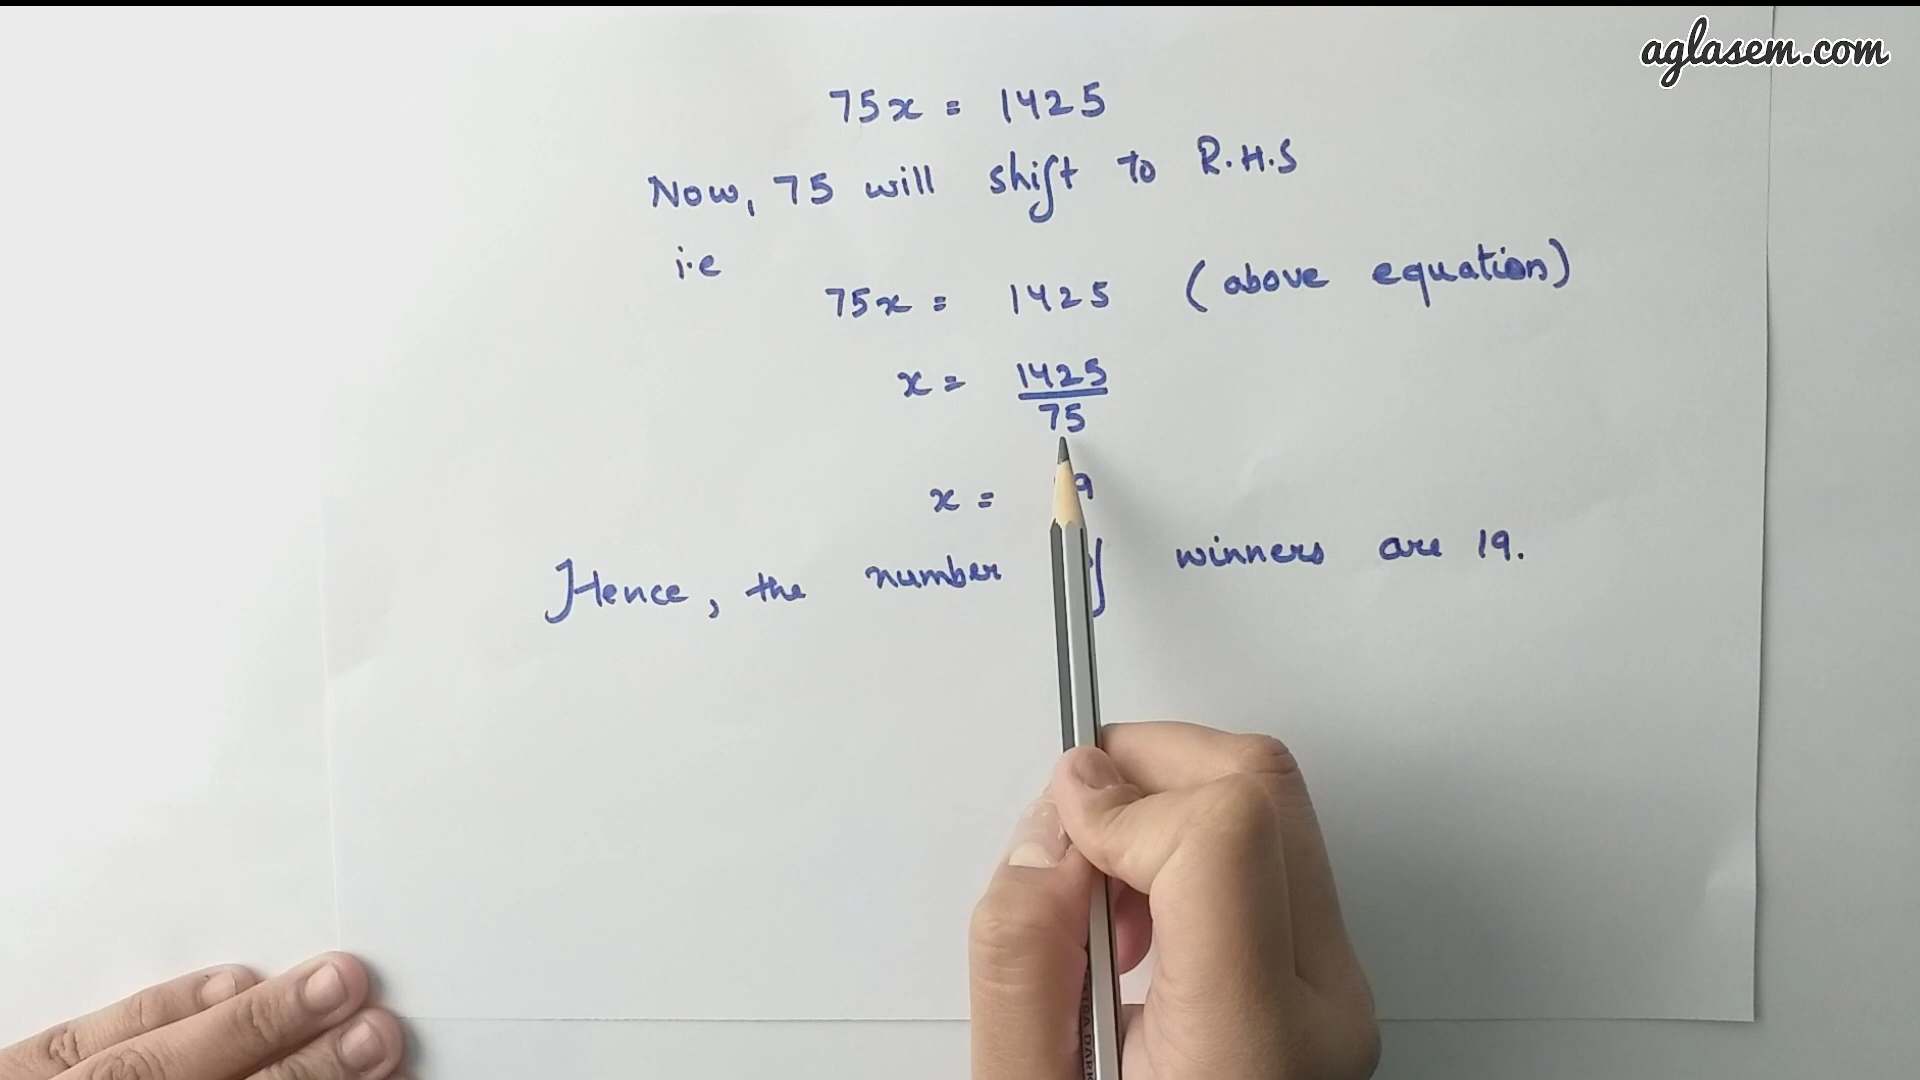 aglasem.com
75x = 1425
Now, 75 will shift to R.H.S
i.e
75x = 1425 (above equation)
x = 1425
75
x = 9
Hence, the number winners are 19.